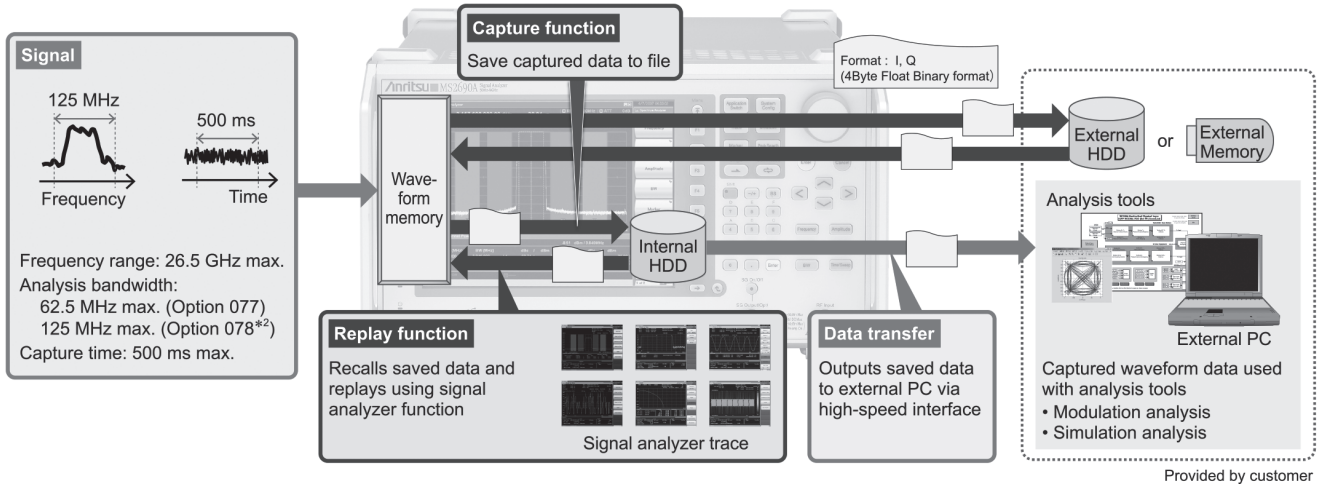 Signal
125 MHz
Frequency
500 ms
Time
Frequency range: 26.5 GHz max.
Analysis bandwidth:
62.5 MHz max. (Option 077)
125 MHz max. (Option 078*2)
Capture time: 500 ms max.
Capture function
Save captured data to file
Anritsu MS2690A Signal Analyzer
Wave-
form
memory
Internal
HDD
Format : I, Q
(4Byte Float Binary format)
External
HDD
or
External
Memory
Replay function
Recalls saved data and
replays using signal
analyzer function
Signal analyzer trace
Data transfer
Outputs saved data
to external PC via
high-speed interface
Analysis tools
External PC
Captured waveform data used
with analysis tools
• Modulation analysis
• Simulation analysis
Provided by customer